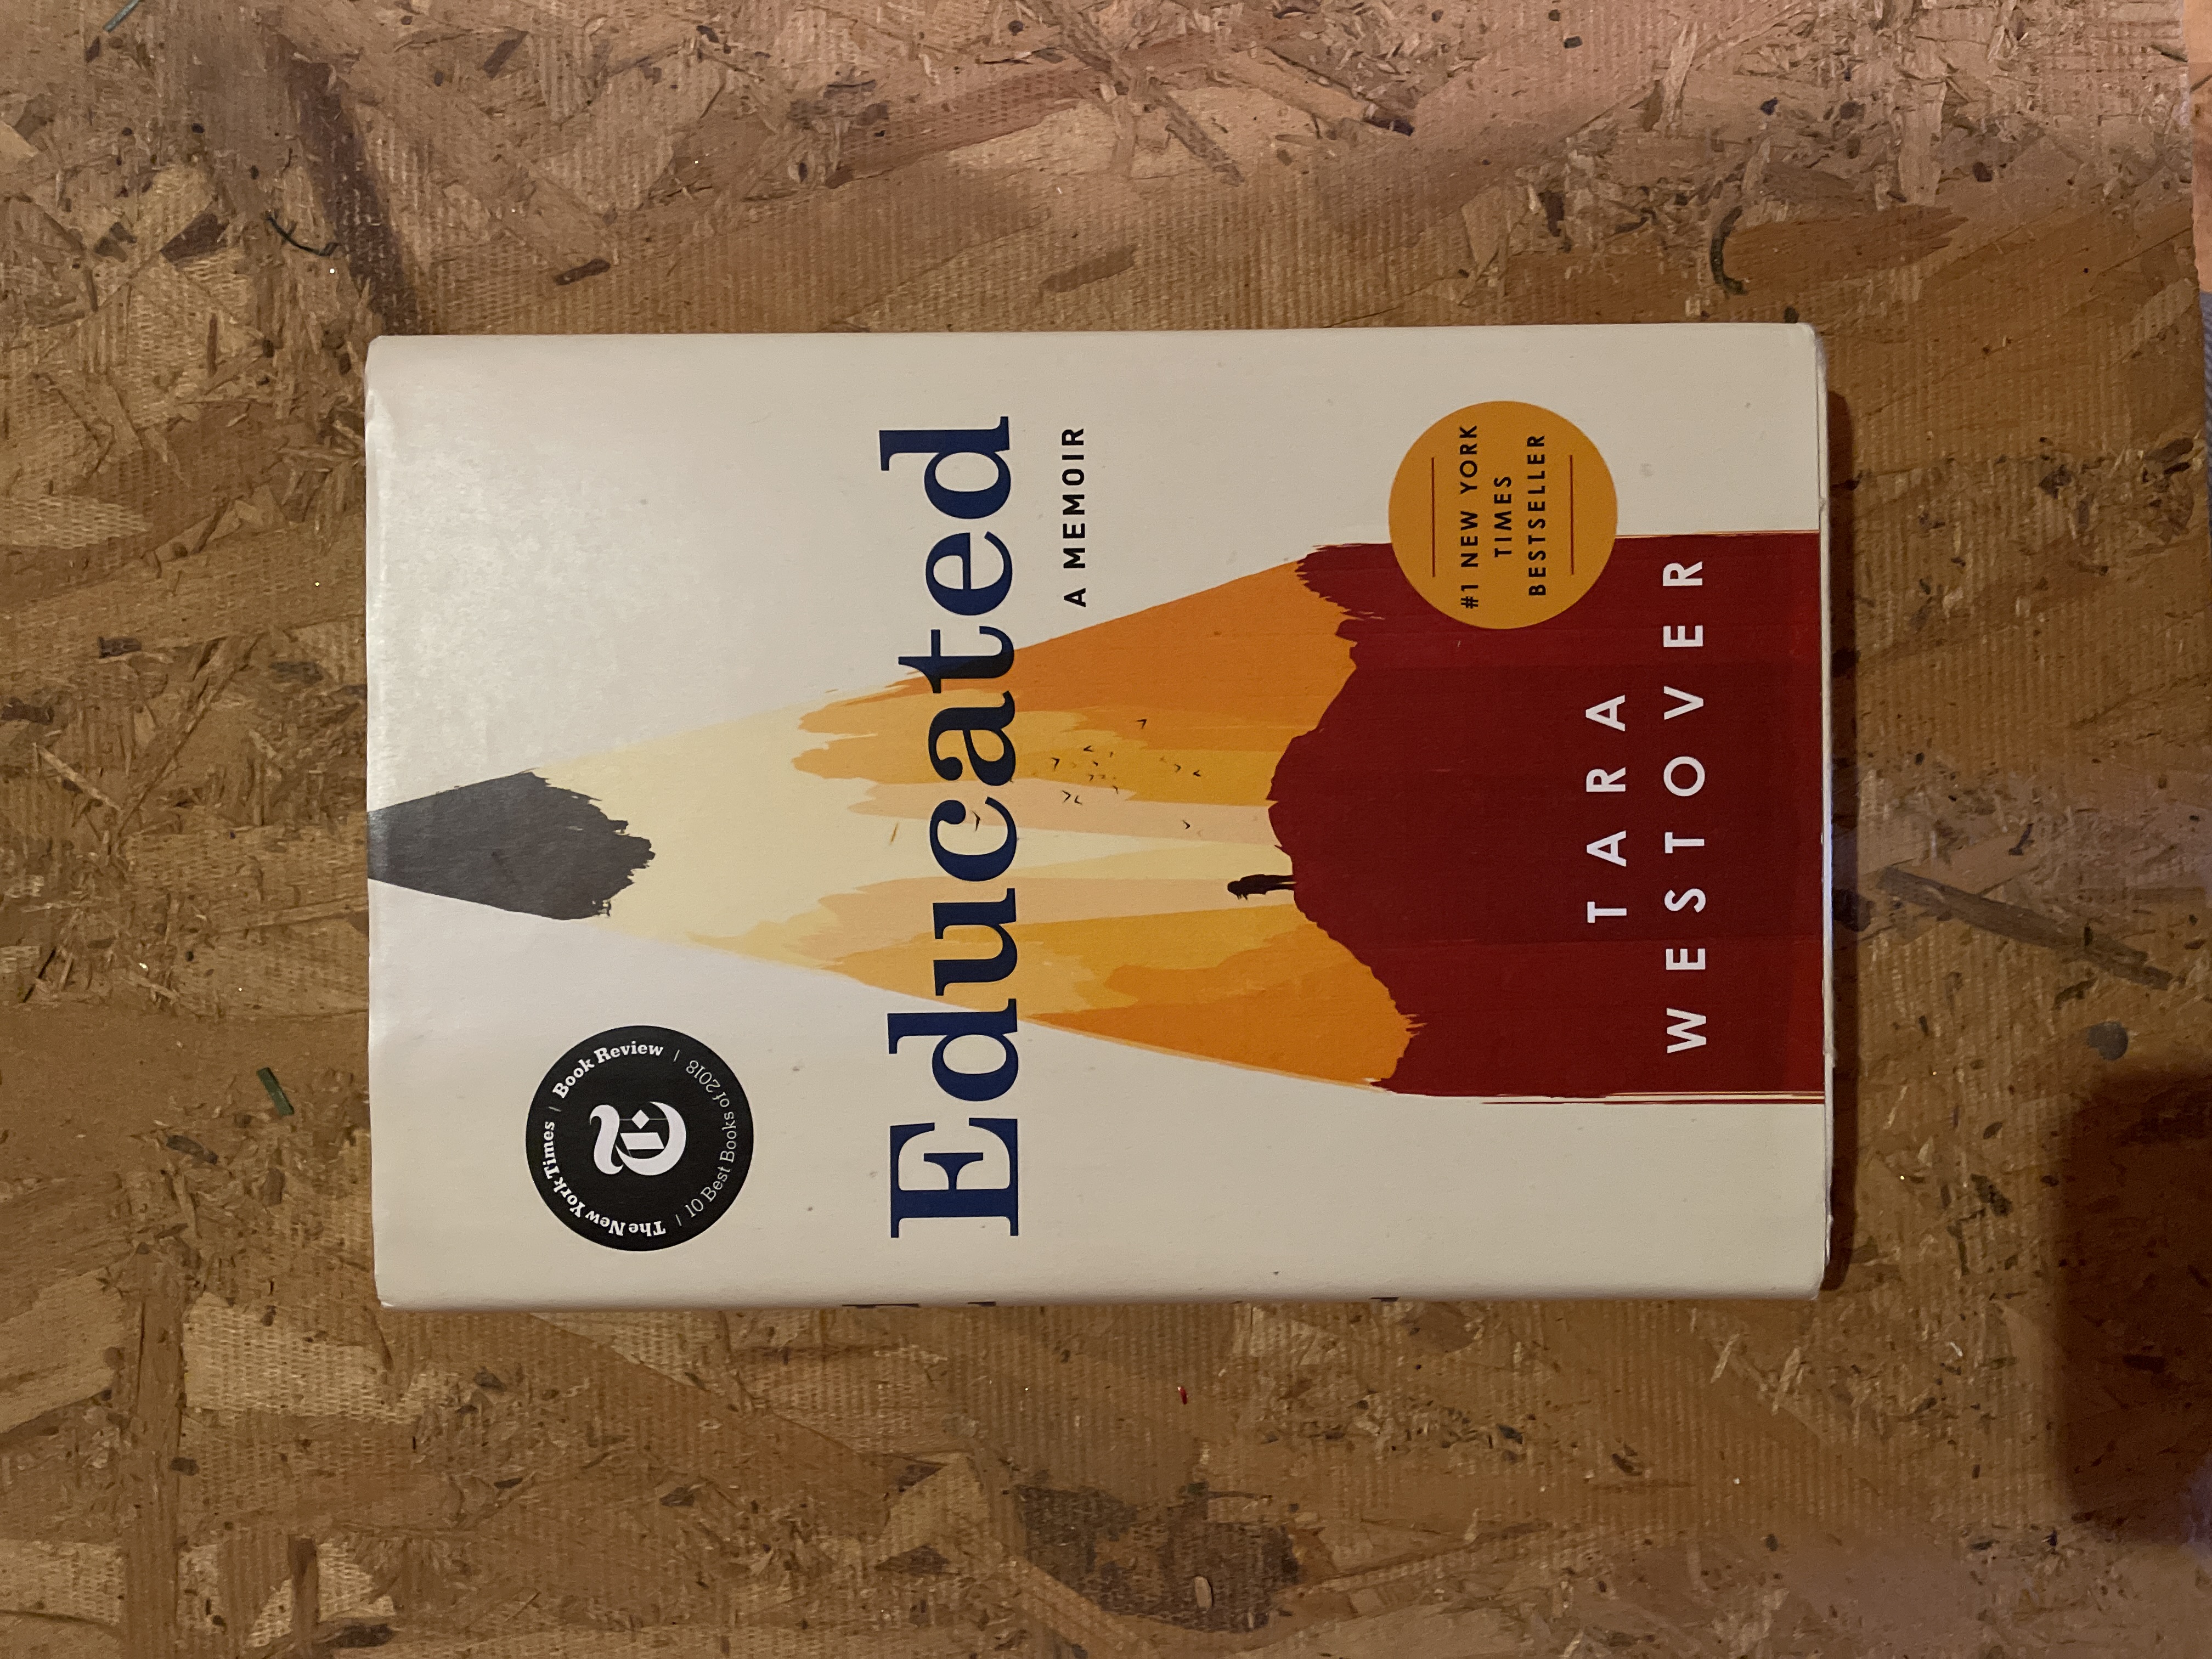 The New York Times | Book Review |
| 10 Best Books of 2018
T
Educated
A MEMOIR
#1 NEW YORK
TIMES
BESTSELLER
TARA
WESTOVER